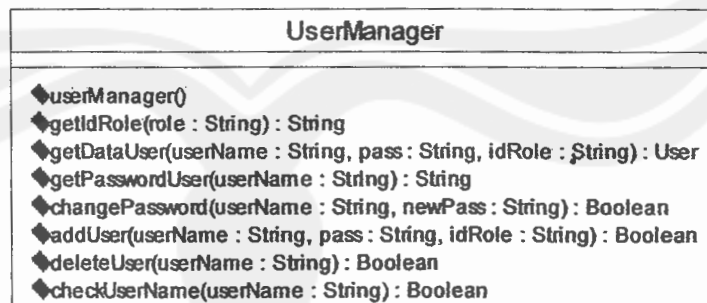 UserManager
userManager()
getIdRole(role : String) : String
getDataUser(userName : String, pass : String, idRole : String) : User
getPasswordUser(userName : String) : String
changePassword(userName : String, newPass : String) : Boolean
addUser(userName : String, pass : String, idRole : String) : Boolean
deleteUser(userName : String) : Boolean
checkUserName(userName : String) : Boolean